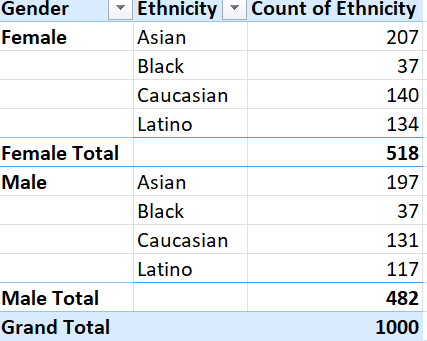 Gender Ethnicity Count of Ethnicity
Female Asian 207
Black 37
Caucasian 140
Latino 134
Female Total 518
Male Asian 197
Black 37
Caucasian 131
Latino 117
Male Total 482
Grand Total 1000